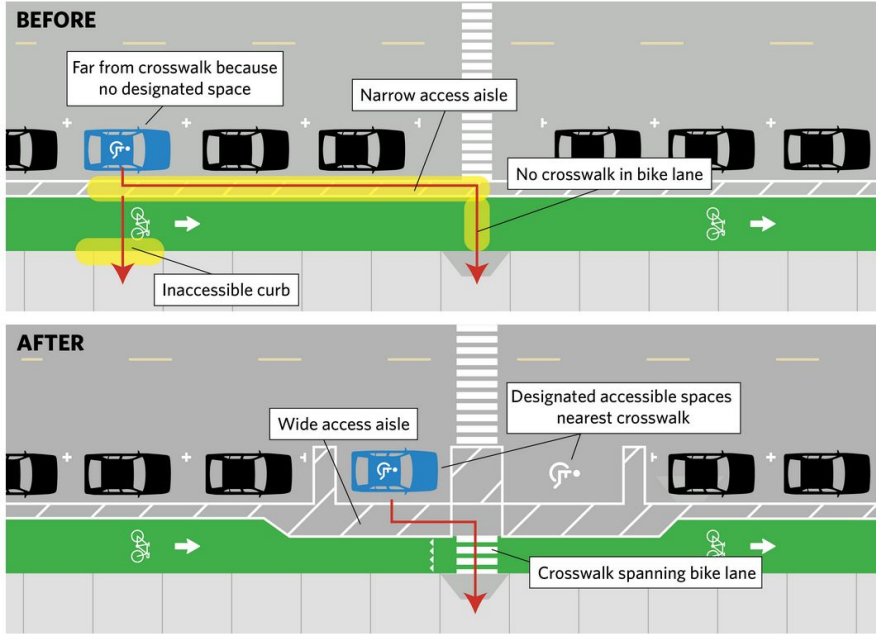 BEFORE
Far from crosswalk because
no designated space
Narrow access aisle
No crosswalk in bike lane
Inaccessible curb
AFTER
Designated accessible spaces
nearest crosswalk
Wide access aisle
Crosswalk spanning bike lane